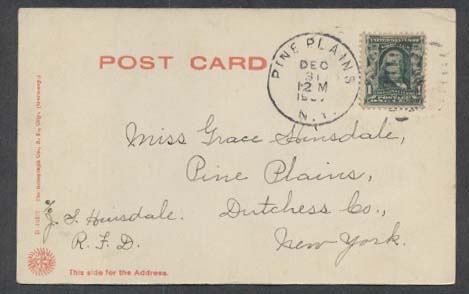 POST CARD
PINE PLAINS
DEC
31
12 M
N.Y.
Miss Grace Hinsdale,
Pine Plains,
Dutchess Co.,
New York.
S. Hinsdale.
R. F. D.
This side for the Address.